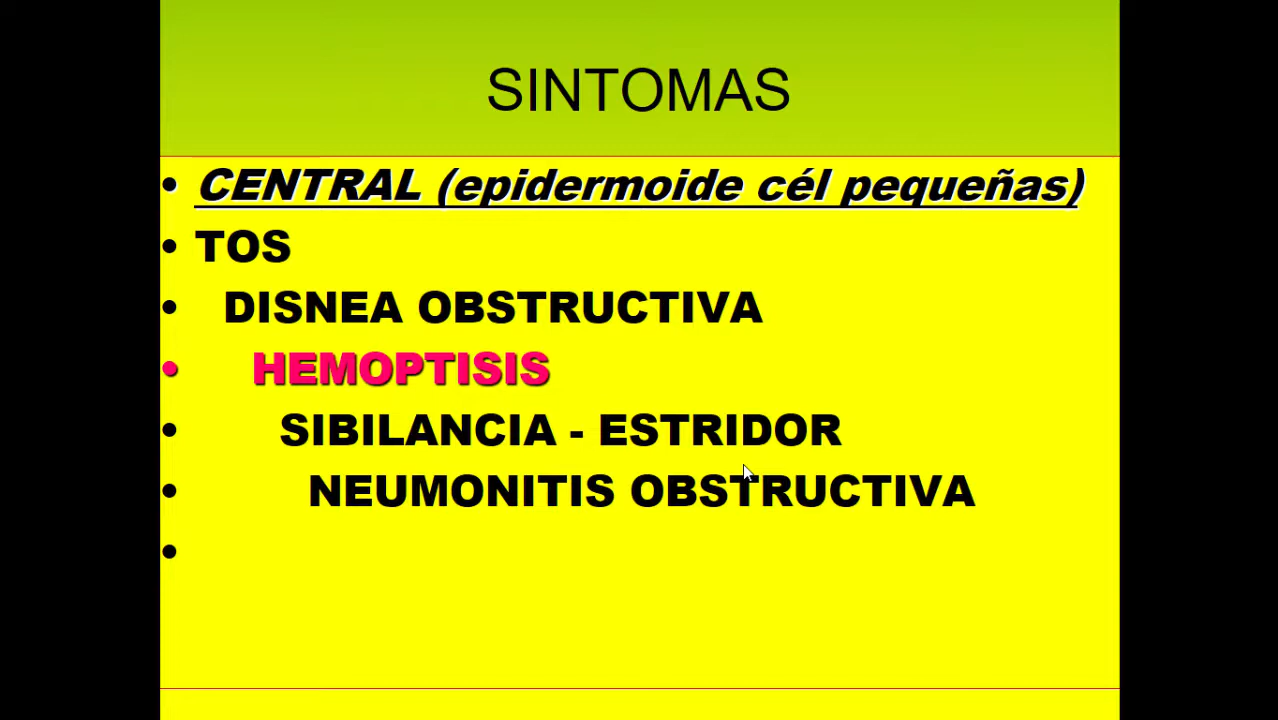 SINTOMAS
• CENTRAL (epidermoide cél pequeñas)
• TOS
• DISNEA OBSTRUCTIVA
• HEMOPTISIS
• SIBILANCIA - ESTRIDOR
• NEUMONITIS OBSTRUCTIVA
•